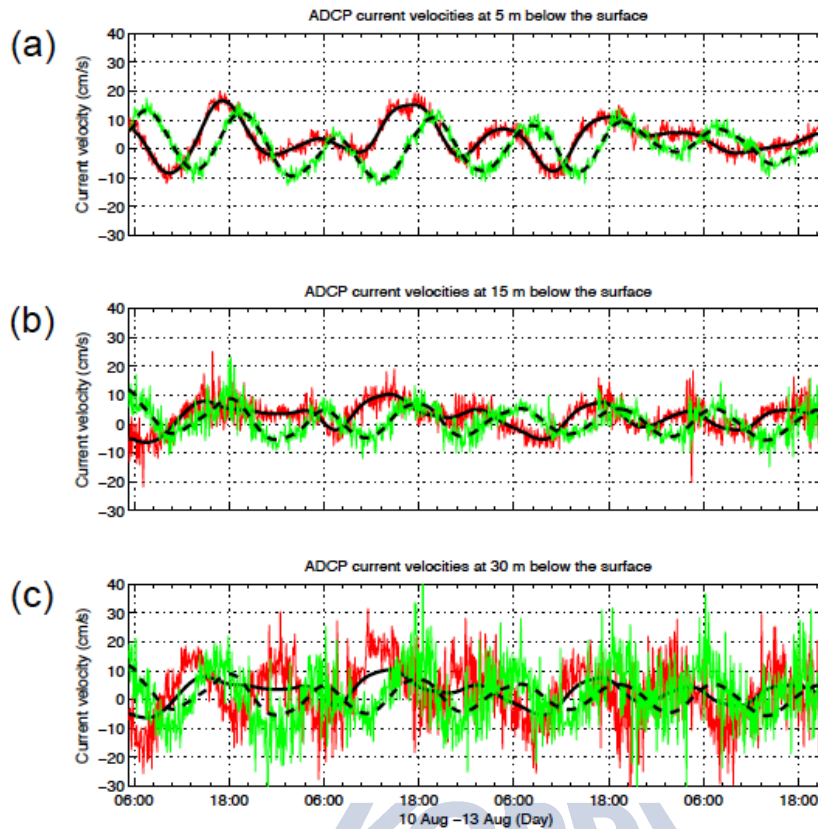 ADCP current velocities at 5 m below the surface
(a)
Current velocity (cm/s)
40
30
20
10
0
−10
−20
−30
ADCP current velocities at 15 m below the surface
(b)
Current velocity (cm/s)
40
30
20
10
0
−10
−20
−30
ADCP current velocities at 30 m below the surface
(c)
Current velocity (cm/s)
40
30
20
10
0
−10
−20
−30
06:00 18:00 06:00 18:00 06:00 18:00 06:00 18:00
10 Aug −13 Aug (Day)